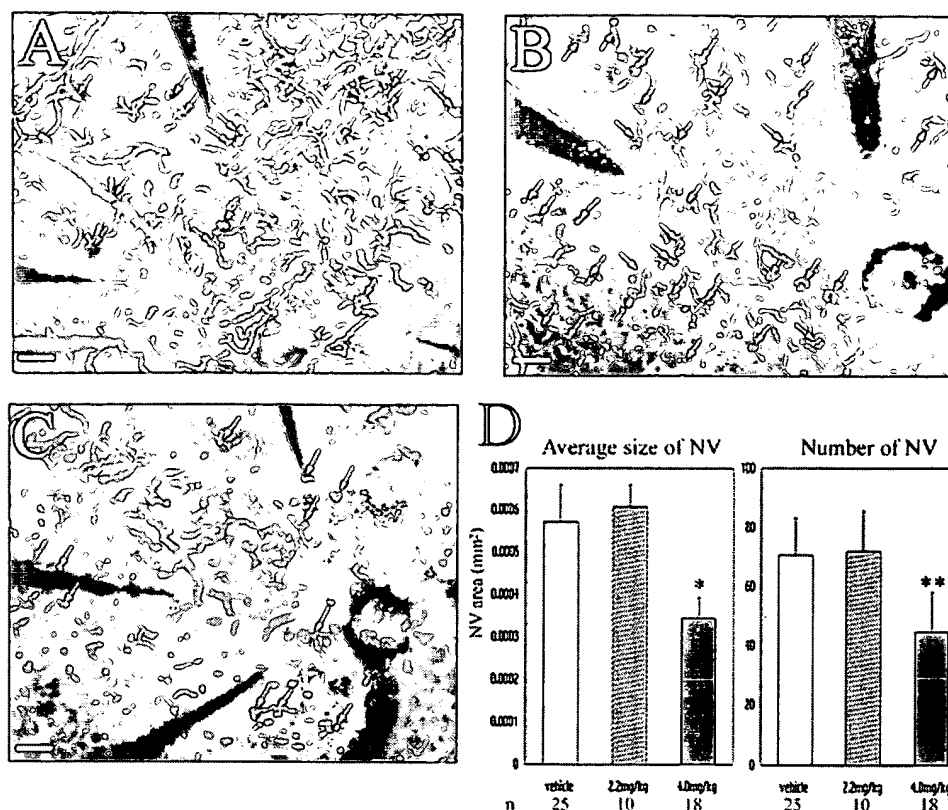 A
B
C
D
Average size of NV
Number of NV
NV area (mm²)
0.0007
0.0006
0.0005
0.0004
0.0003
0.0002
0.0001
0
*
100
80
60
40
20
0
**
vehicle 2.2mg/kg 4.0mg/kg
vehicle 2.2mg/kg 4.0mg/kg
n 25 10 18 25 10 18